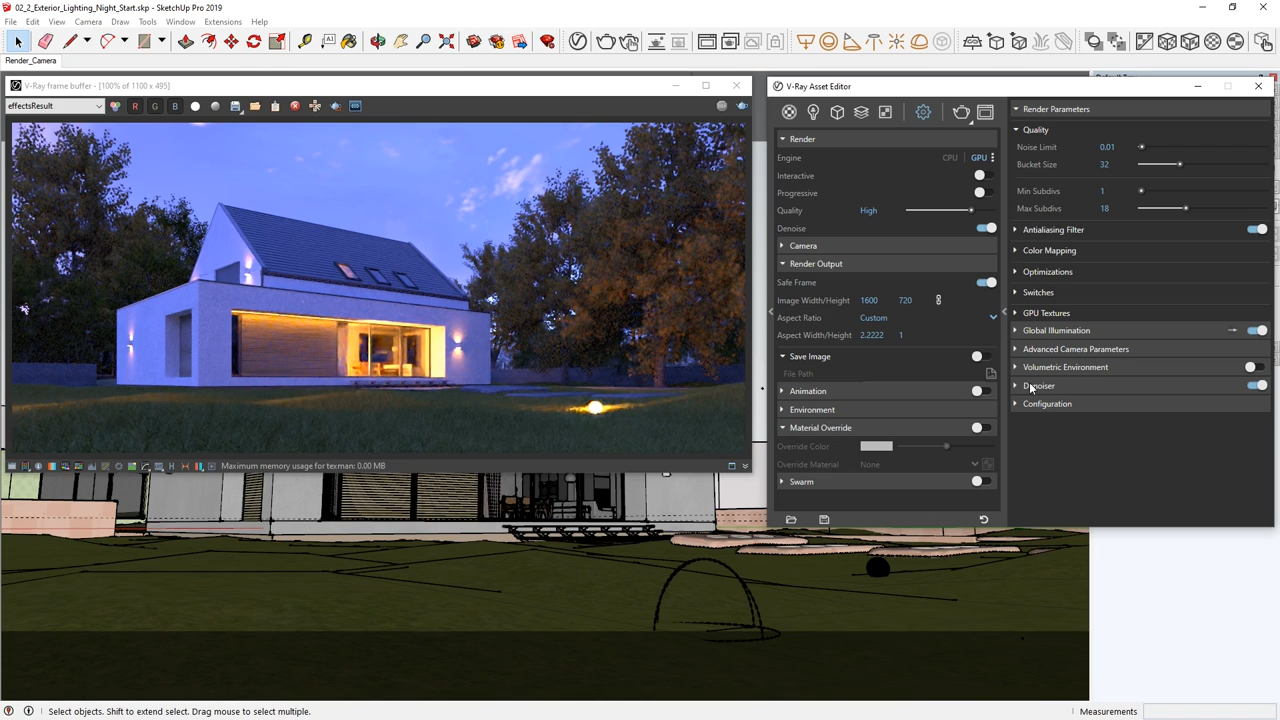 02_2_Exterior_Lighting_Night_Start.skp - SketchUp Pro 2019
File Edit View Camera Draw Tools Window Extensions Help
Render_Camera
V-Ray frame buffer - [100% of 1100 x 495]
effectsResult
R G B
Maximum memory usage for texman: 0.00 MB
V-Ray Asset Editor
Render
Engine CPU GPU
Interactive
Progressive
Quality High
Denoise
Camera
Render Output
Safe Frame
Image Width/Height 1600 720
Aspect Ratio Custom
Aspect Width/Height 2.2222 1
Save Image
File Path
Animation
Environment
Material Override
Override Color
Override Material None
Swarm
Render Parameters
Quality
Noise Limit 0.01
Bucket Size 32
Min Subdivs 1
Max Subdivs 18
Antialiasing Filter
Color Mapping
Optimizations
Switches
GPU Textures
Global Illumination
Advanced Camera Parameters
Volumetric Environment
Denoiser
Configuration
Select objects. Shift to extend select. Drag mouse to select multiple.
Measurements